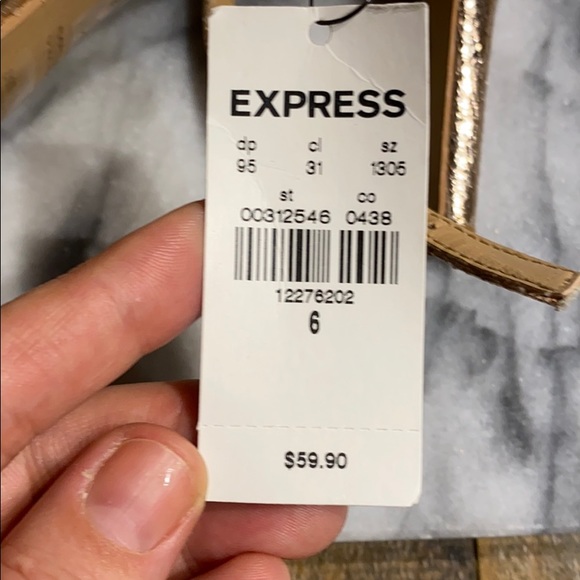 EXPRESS
dp cl sz
95 31 1305
st co
00312546 0438
12276202
6
$59.90